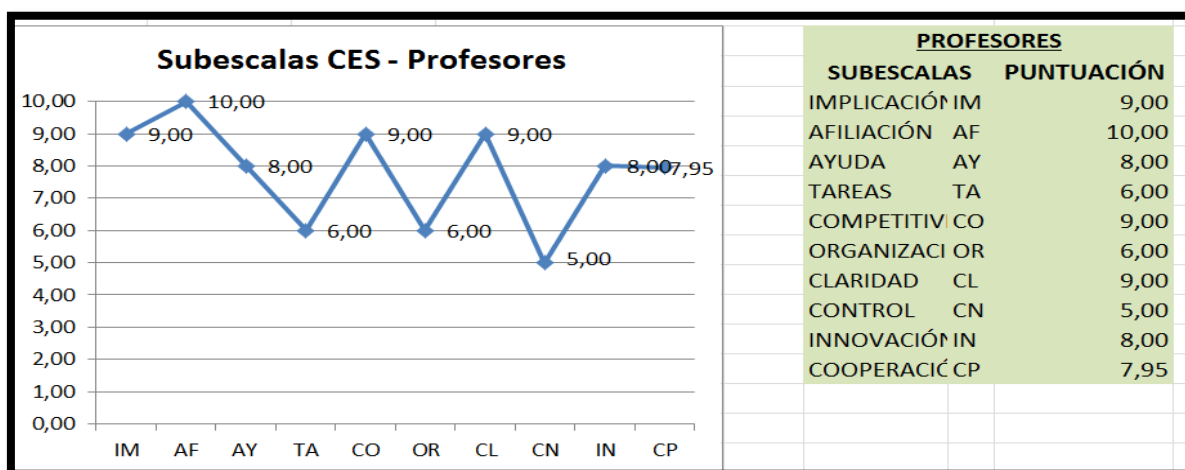 Subescalas CES - Profesores
10,00
9,00
8,00
7,00
6,00
5,00
4,00
3,00
2,00
1,00
0,00
9,00
10,00
8,00
6,00
9,00
6,00
9,00
5,00
8,00
7,95
IM AF AY TA CO OR CL CN IN CP
PROFESORES
SUBESCALAS PUNTUACIÓN
IMPLICACIÓN IM 9,00
AFILIACIÓN AF 10,00
AYUDA AY 8,00
TAREAS TA 6,00
COMPETITIVI CO 9,00
ORGANIZACI OR 6,00
CLARIDAD CL 9,00
CONTROL CN 5,00
INNOVACIÓN IN 8,00
COOPERACIÓ CP 7,95